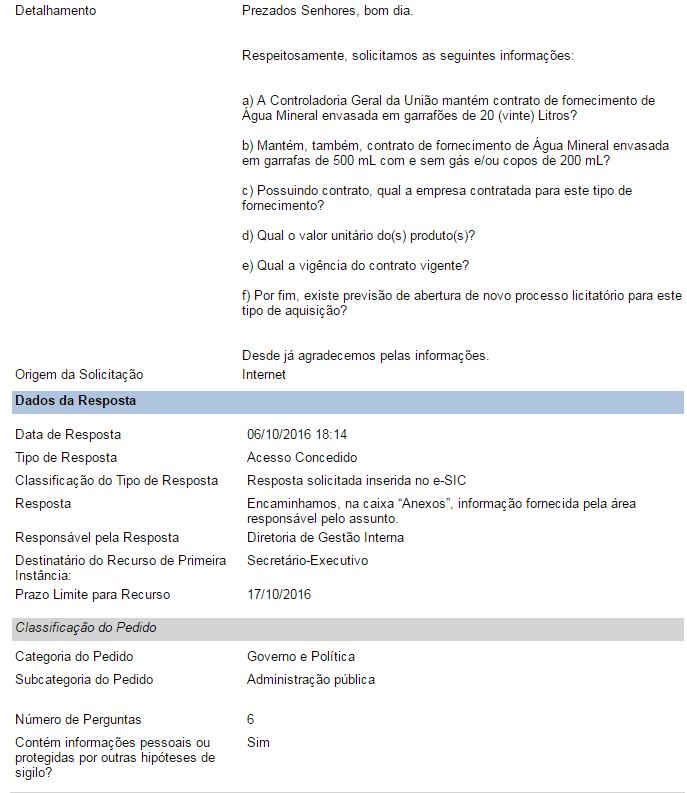 Detalhamento
Prezados Senhores, bom dia.
Respeitosamente, solicitamos as seguintes informações:
a) A Controladoria Geral da União mantém contrato de fornecimento de
Água Mineral envasada em garrafões de 20 (vinte) Litros?
b) Mantém, também, contrato de fornecimento de Água Mineral envasada
em garrafas de 500 mL com e sem gás e/ou copos de 200 mL?
c) Possuindo contrato, qual a empresa contratada para este tipo de
fornecimento?
d) Qual o valor unitário do(s) produto(s)?
e) Qual a vigência do contrato vigente?
f) Por fim, existe previsão de abertura de novo processo licitatório para este
tipo de aquisição?
Desde já agradecemos pelas informações.
Origem da Solicitação
Internet
Dados da Resposta
Data de Resposta
06/10/2016 18:14
Tipo de Resposta
Acesso Concedido
Classificação do Tipo de Resposta
Resposta solicitada inserida no e-SIC
Resposta
Encaminhamos, na caixa “Anexos”, informação fornecida pela área
responsável pelo assunto.
Responsável pela Resposta
Diretoria de Gestão Interna
Destinatário do Recurso de Primeira
Instância:
Secretário-Executivo
Prazo Limite para Recurso
17/10/2016
Classificação do Pedido
Categoria do Pedido
Governo e Política
Subcategoria do Pedido
Administração pública
Número de Perguntas
6
Contém informações pessoais ou
protegidas por outras hipóteses de
sigilo?
Sim